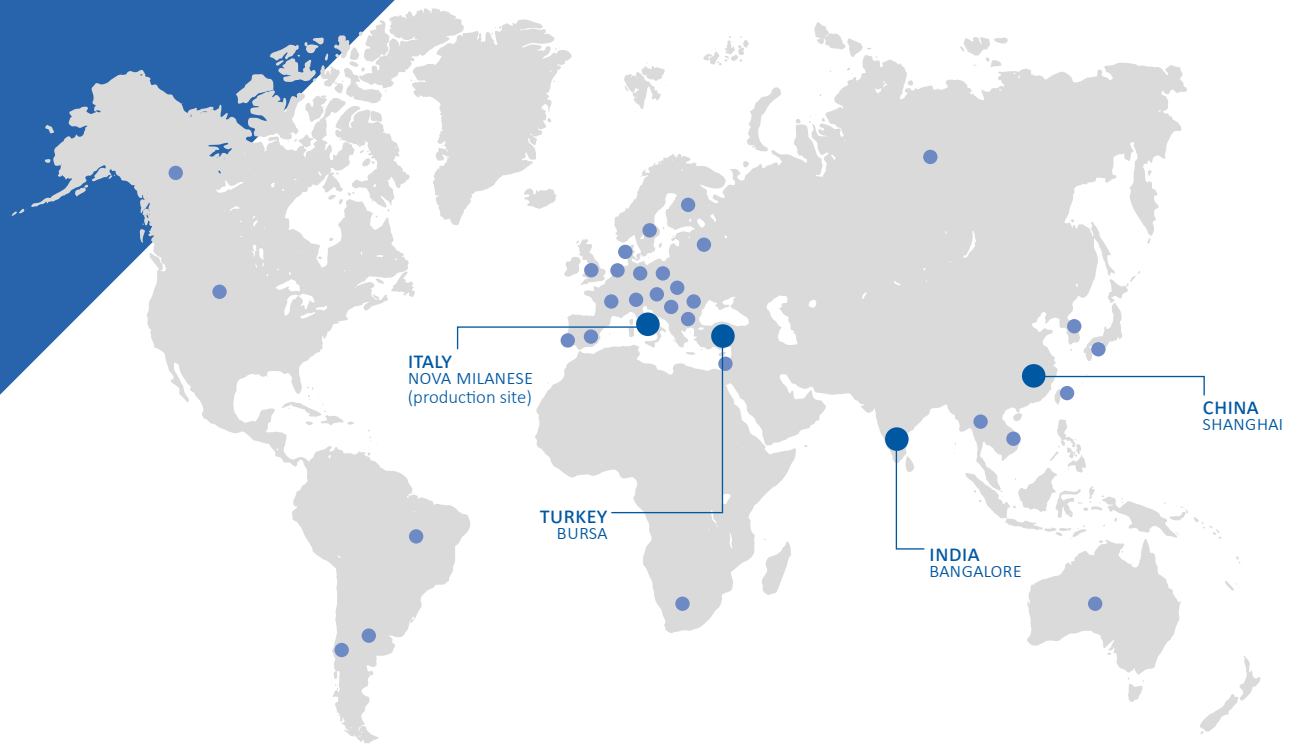 ITALY
NOVA MILANESE
(production site)
CHINA
SHANGHAI
TURKEY
BURSA
INDIA
BANGALORE